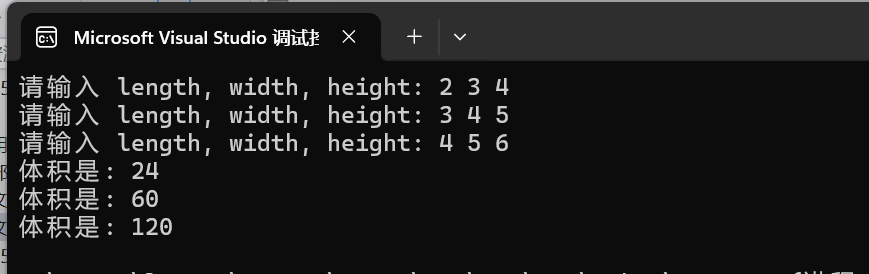 Microsoft Visual Studio 调试控
请输入 length, width, height: 2 3 4
请输入 length, width, height: 3 4 5
请输入 length, width, height: 4 5 6
体积是: 24
体积是: 60
体积是: 120